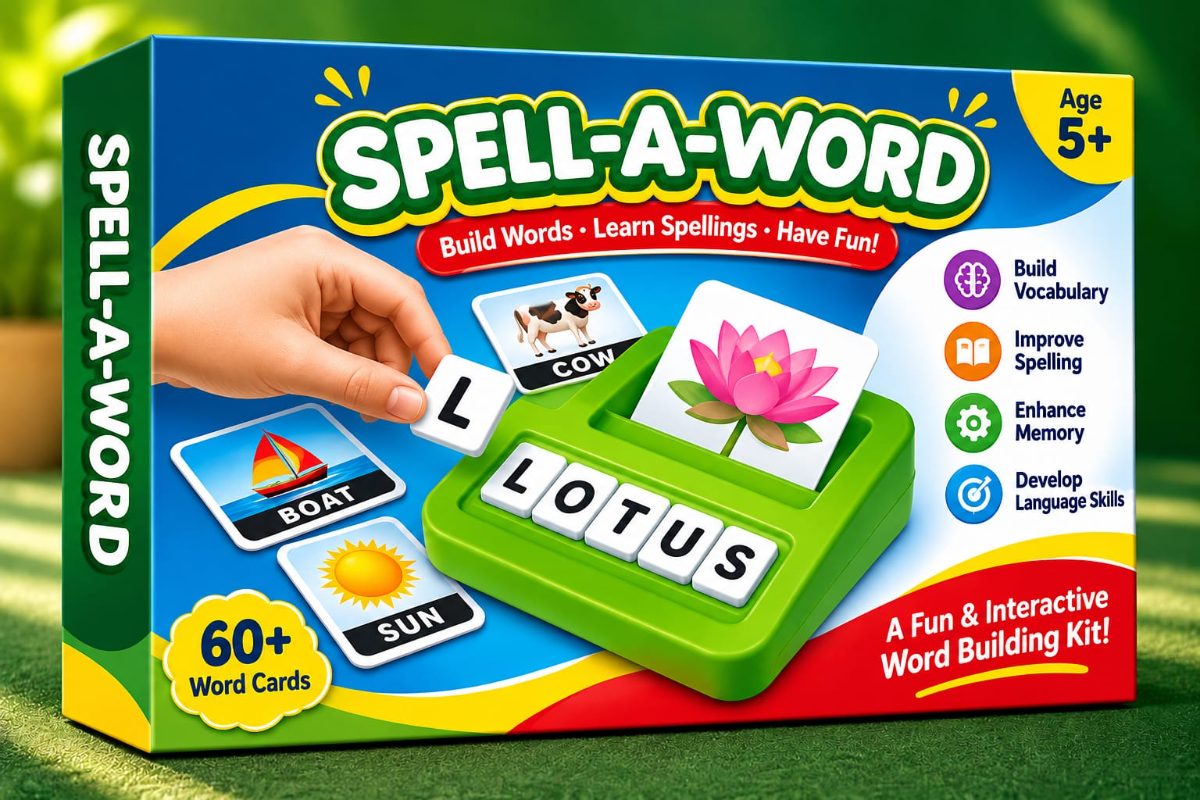 SPELL-A-WORD
SPELL-A-WORD
Age
5+
Build Words · Learn Spellings · Have Fun!
Build
Vocabulary
Improve
Spelling
Enhance
Memory
Develop
Language Skills
COW
L
BOAT
LOTUS
SUN
60+
Word Cards
A Fun & Interactive
Word Building Kit!